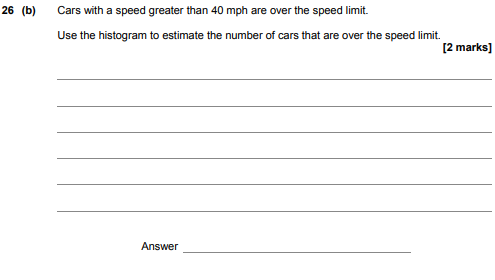 26 (b) Cars with a speed greater than 40 mph are over the speed limit.
Use the histogram to estimate the number of cars that are over the speed limit.
[2 marks]
Answer